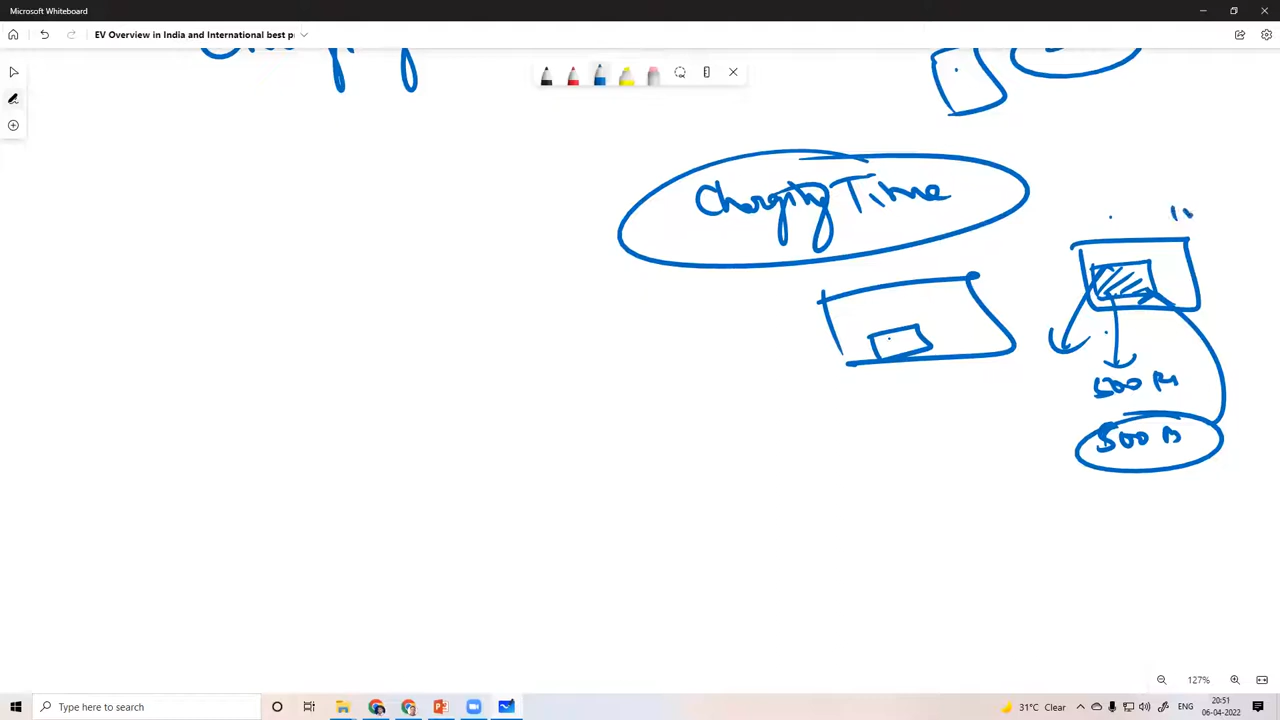 Microsoft Whiteboard
EV Overview in India and International best p
Charging Time
500 
500 
127%
Type here to search
31°C Clear
ENG
20:51
06-04-2022